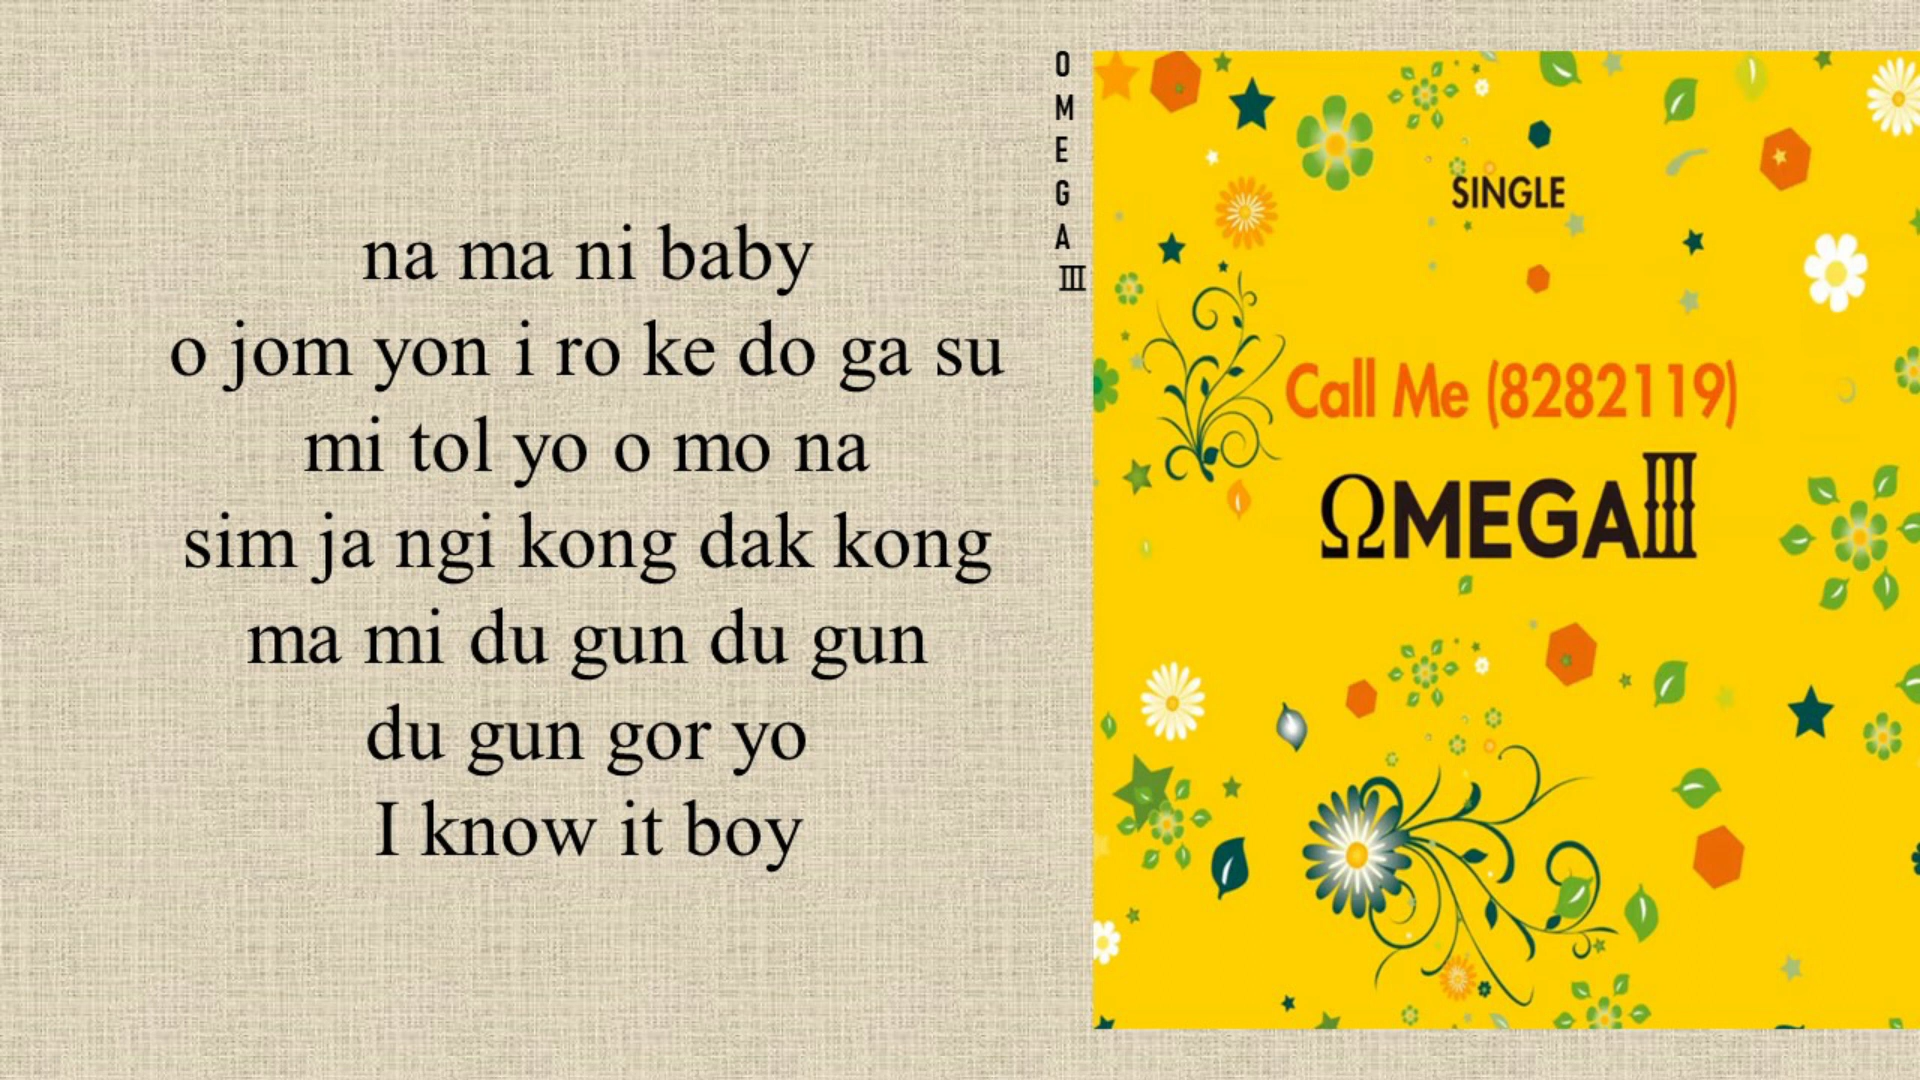 na ma ni baby
o jom yon i ro ke do ga su
mi tol yo o mo na
sim ja ngi kong dak kong
ma mi du gun du gun
du gun gor yo
I know it boy
OMEGA Ⅲ
SINGLE
Call Me (8282119)
ΩMEGAⅢ